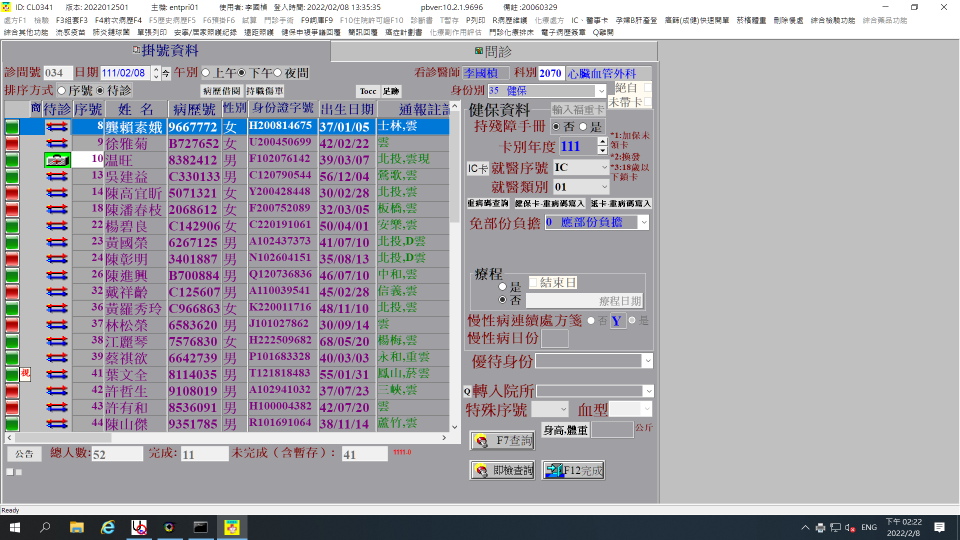 ID: CL0341 版本: 2022012501 主機: entpri01 使用者: 李國楨 登入時間: 2022/02/08 13:35:35 pbver:10.2.1.9696 備註:20060329
處方F1 檢驗 F3組套F3 F4前次病歷F4 F5歷史病歷F5 F6預掛F6 試算 門診手術 F9詞庫F9 F10住院許可證F10 診斷書 T暫存 P列印 R病歷維護 化療處方 IC、醫事卡 孕婦B肝產登 癌篩(戒健)快速開單 菸檳體重 刪除優處 綜合檢驗功能 綜合藥品功能
綜合其他功能 流感疫苗 肺炎鏈球菌 單張列印 安寧/居家照護紀錄 遠距照護 健保申報爭議回覆 簡訊回覆 癌症計劃書 化療副作用評估 門診化療排床 電子病歷簽章 Q離開
掛號資料 問診
診間號 034 日期 111/02/08 今 午別 上午 下午 夜間 看診醫師 李國楨 科別 2070 心臟血管外科
排序方式 序號 待診 病歷借閱 持職傷單 Tocc 足跡 身份別 35 健保 絕自 未帶卡
商 待診 序號 姓 名 病歷號 性別 身份證字號 出生日期 通報註記
8 龔賴素娥 9667772 女 H200814675 37/01/05 士林,雲
9 徐雅菊 B727652 女 U200450699 42/02/22 雲
10 溫旺 8382412 男 F102076142 39/03/07 北投,雲現
13 吳建益 C330133 男 C120790544 56/12/04 鶯歌,雲
14 陳高宜昕 5071321 女 Y200428448 30/02/28 北投,雲
18 陳潘春枝 2068612 女 F200752089 32/03/05 板橋,雲
22 楊碧良 C142906 女 C220191061 50/04/01 安樂,雲
23 黃國榮 6267125 男 A102437373 41/07/10 北投,D雲
24 陳彰明 3401887 男 N102604151 35/08/13 北投,D雲
26 陳進興 B700884 男 Q120736836 46/07/10 中和,雲
32 戴祥齡 C125607 男 A110039541 45/02/28 信義,雲
36 黃羅秀玲 C966863 女 K220011716 48/11/10 北投,雲
37 林松榮 6583620 男 J101027862 30/09/14 雲
38 江麗琴 7576830 女 H222509682 68/05/20 楊梅,雲
39 蔡祺欲 6642739 男 P101683328 40/03/03 永和,重雲
視 41 葉文全 8114035 男 T121818483 55/01/31 鳳山,菸雲
42 許哲生 9108019 男 A102941032 37/07/23 三峽,雲
43 許有和 8536091 男 H100004382 42/07/20 雲
44 陳山傑 9351785 男 R101691064 38/11/14 蘆竹,雲
公告 總人數: 52 完成: 11 未完成（含暫存）: 41 1111-0
健保資料 輸入福重卡
持殘障手冊 否 是
卡別年度 111
*1:加保未領卡
*2:換發
*3:18歲以下鎖卡
IC卡 就醫序號 IC
就醫類別 01
重病碼查詢 健保卡-重病碼寫入 紙卡-重病碼寫入
免部份負擔 0 應部份負擔
療程
是 結束日
否 療程日期
慢性病連續處方箋 否 Y 是
慢性病日份
優待身份
Q 轉入院所
特殊序號 血型
F7查詢 身高.體重 公斤
即檢查詢 F12完成
Ready
ENG 下午 02:22
2022/2/8